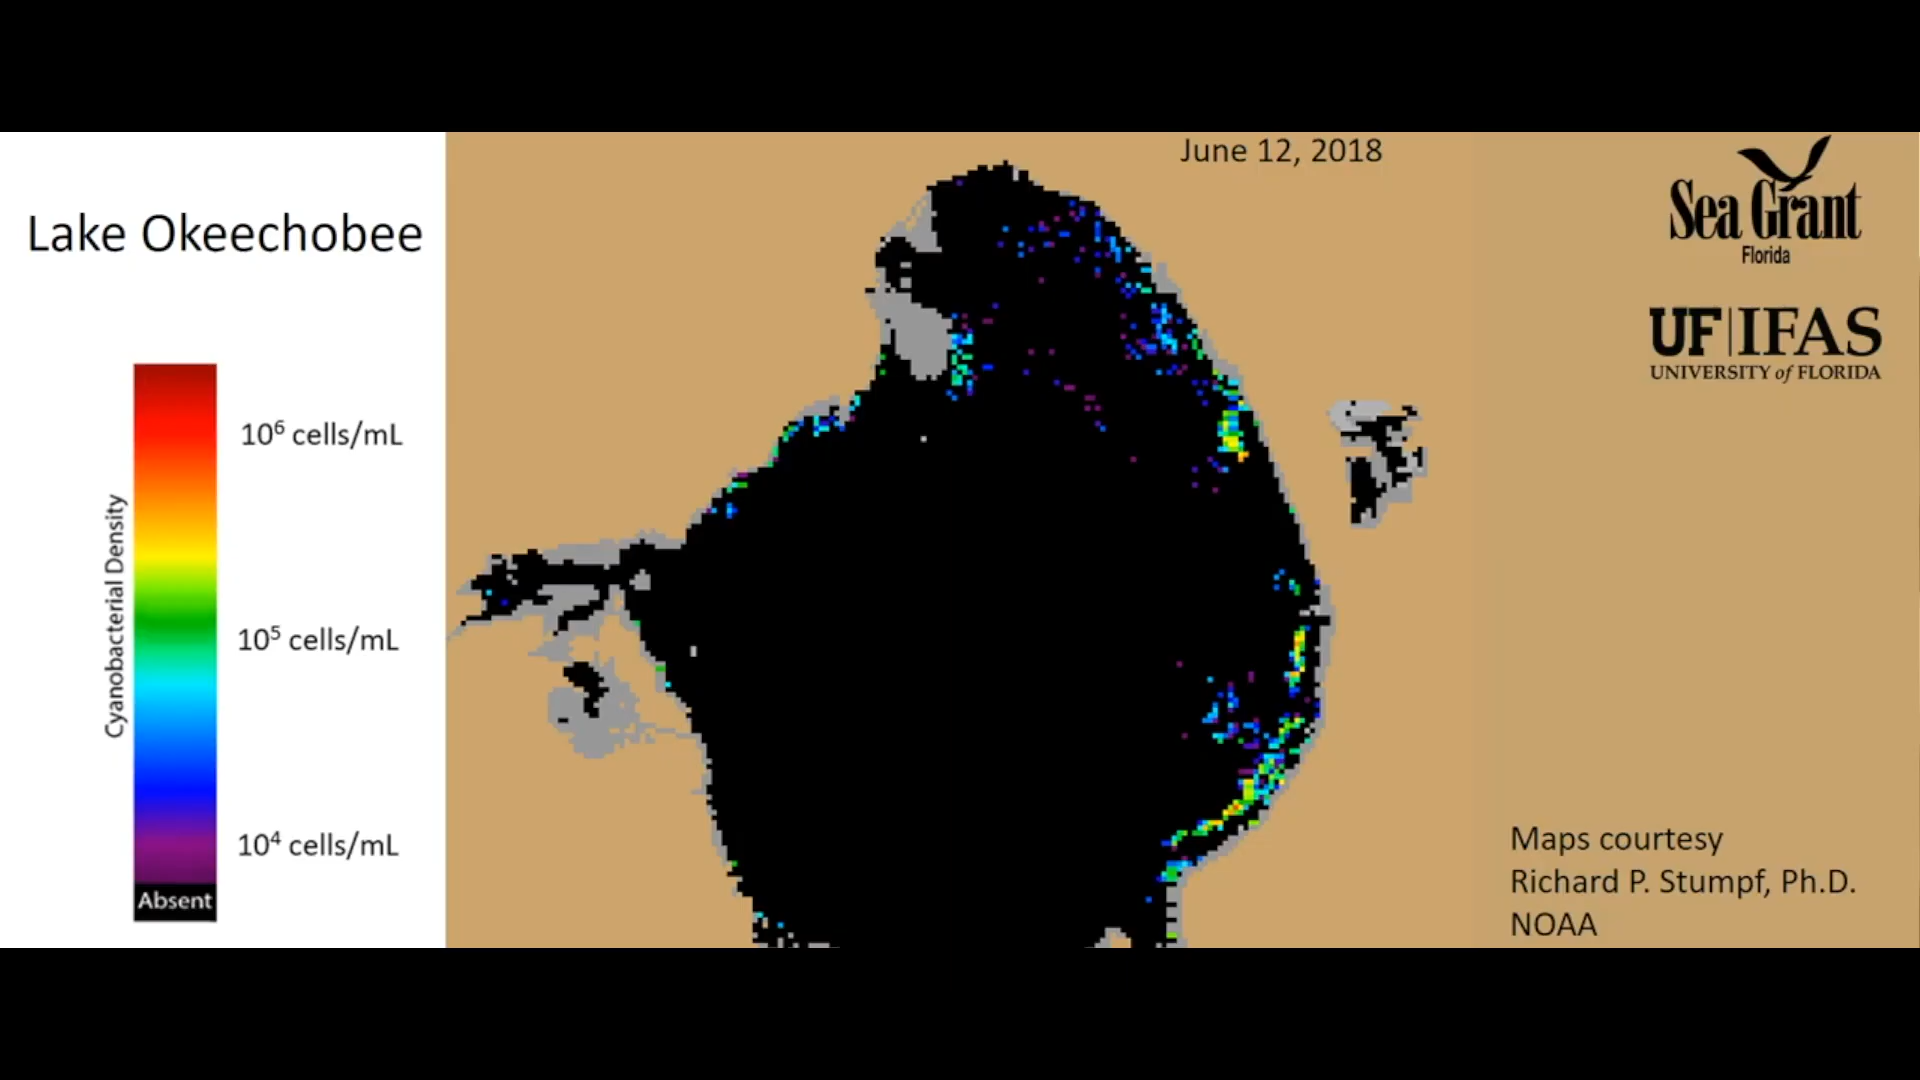 June 12, 2018
Sea Grant
Florida
Lake Okeechobee
UF|IFAS
UNIVERSITY of FLORIDA
Cyanobacterial Density
10⁶ cells/mL
10⁵ cells/mL
10⁴ cells/mL
Absent
Maps courtesy
Richard P. Stumpf, Ph.D.
NOAA